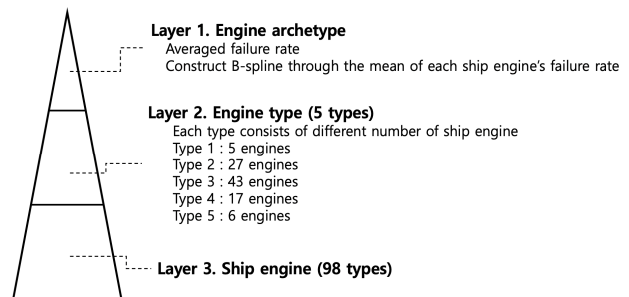 Layer 1. Engine archetype
Averaged failure rate
Construct B-spline through the mean of each ship engine's failure rate
Layer 2. Engine type (5 types)
Each type consists of different number of ship engine
Type 1 : 5 engines
Type 2 : 27 engines
Type 3 : 43 engines
Type 4 : 17 engines
Type 5 : 6 engines
Layer 3. Ship engine (98 types)